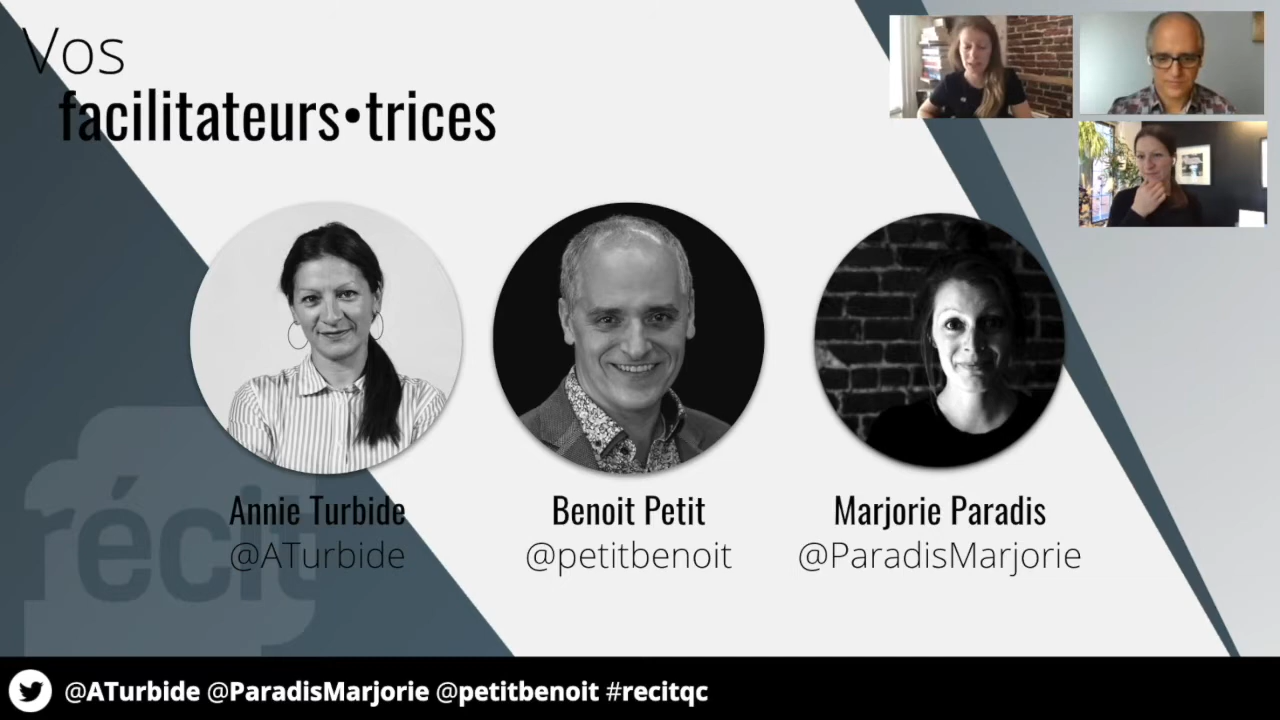 Vos
facilitateurs•trices
Annie Turbide
@ATurbide
Benoit Petit
@petitbenoit
Marjorie Paradis
@ParadisMarjorie
récit
@ATurbide @ParadisMarjorie @petitbenoit #recitqc